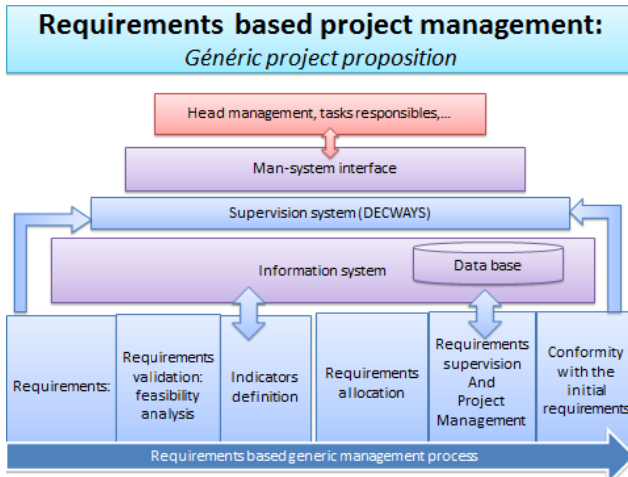 Requirements based project management:
Généric project proposition
Head management, tasks responsibles,...
Man-system interface
Supervision system (DECWAYS)
Information system
Data base
Requirements:
Requirements
validation:
feasibility
analysis
Indicators
definition
Requirements
allocation
Requirements
supervision
And
Project
Management
Conformity
with the
initial
requirements
Requirements based generic management process